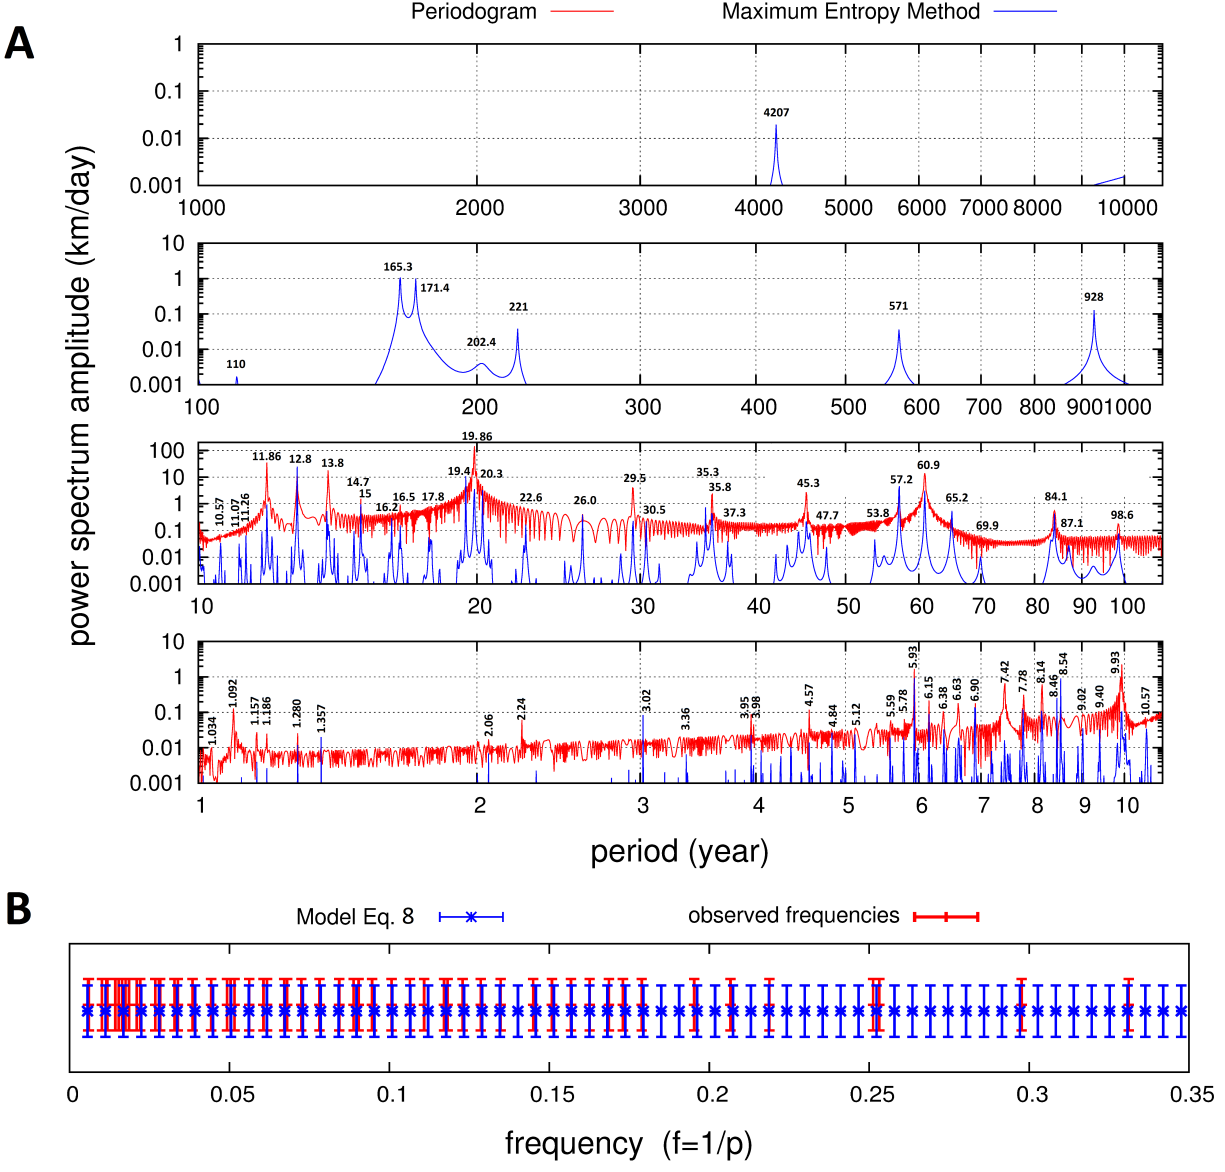 Periodogram Maximum Entropy Method
A
power spectrum amplitude (km/day)
1
0.1
0.01
0.001
4207
1000 2000 3000 4000 5000 6000 7000 8000 10000
10
1
0.1
0.01
0.001
110 165.3 171.4 202.4 221 571 928
100 200 300 400 500 600 700 800 9001000
100
10
1
0.1
0.01
0.001
10.57 11.07 11.26 11.86 12.8 13.8 14.7 15 16.2 16.5 17.8 19.4 19.86 20.3 22.6 26.0 29.5 30.5 35.3 35.8 37.3 45.3 47.7 53.8 57.2 60.9 65.2 69.9 84.1 87.1 98.6
10 20 30 40 50 60 70 80 90 100
10
1
0.1
0.01
0.001
1.034 1.092 1.157 1.186 1.280 1.357 2.06 2.24 3.02 3.36 3.95 3.98 4.57 4.84 5.12 5.59 5.78 5.93 6.15 6.38 6.63 6.90 7.42 7.78 8.14 8.46 8.54 9.02 9.40 9.93 10.57
1 2 3 4 5 6 7 8 9 10
period (year)
B
Model Eq. 8 observed frequencies
0 0.05 0.1 0.15 0.2 0.25 0.3 0.35
frequency (f=1/p)